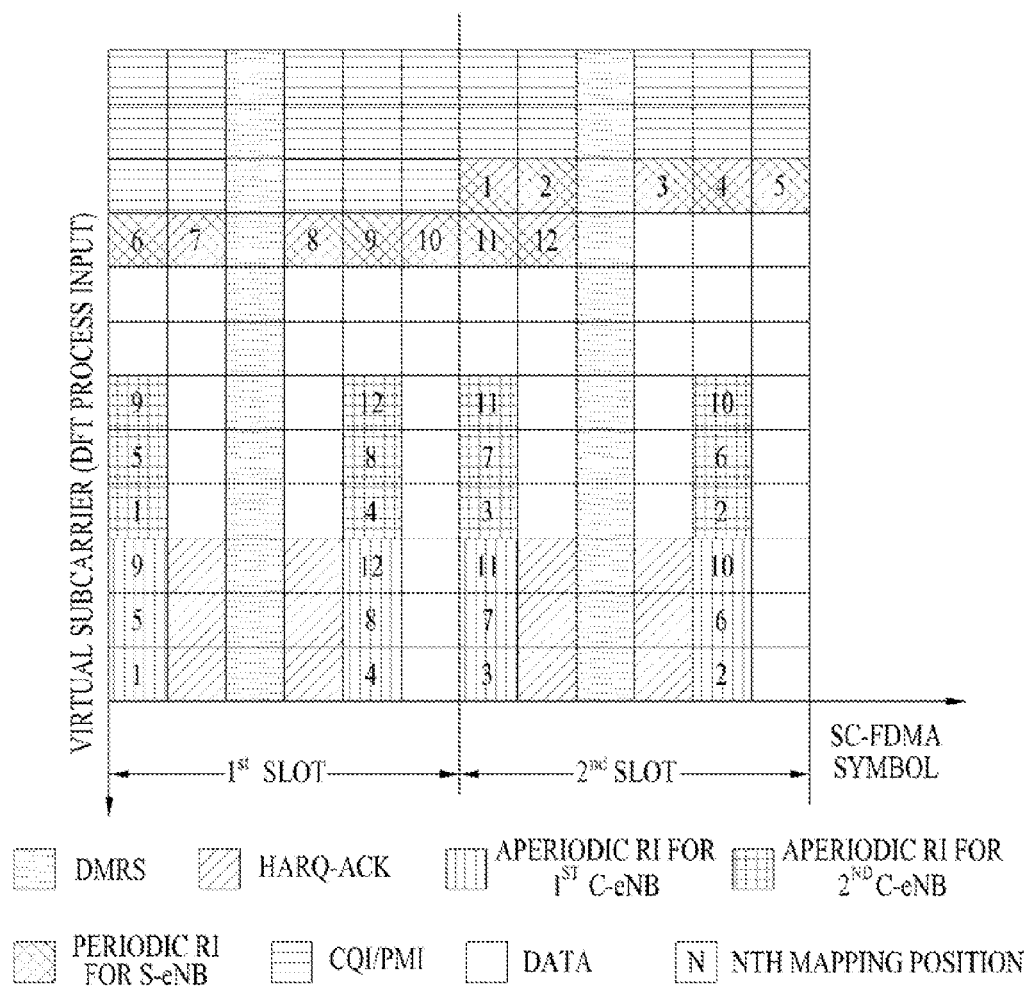 1 2 3 4 5
6 7 8 9 10 11 12
9 12 11 10
5 8 7 6
1 4 3 2
9 12 11 10
5 8 7 6
1 4 3 2
VIRTUAL SUBCARRIER (DFT PROCESS INPUT)
SC-FDMA
SYMBOL
1st SLOT 2nd SLOT
DMRS
HARQ-ACK
APERIODIC RI FOR
1ST C-eNB
APERIODIC RI FOR
2ND C-eNB
PERIODIC RI
FOR S-eNB
CQI/PMI
DATA
N NTH MAPPING POSITION